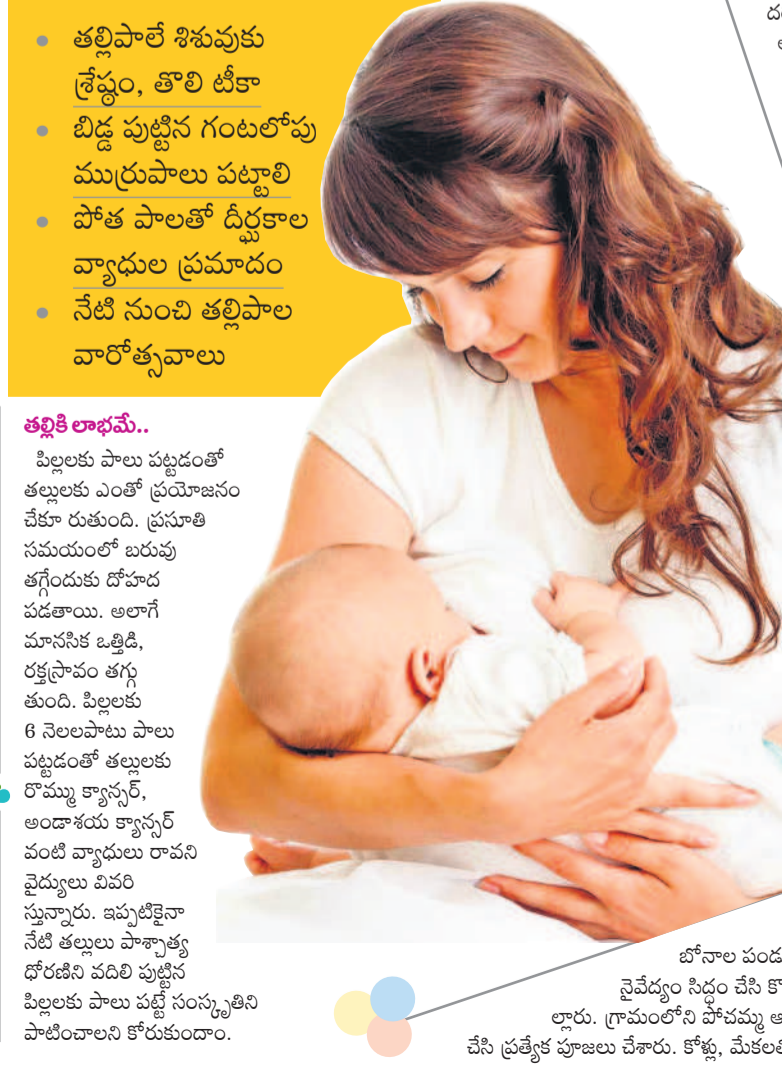 తల్లిపాలే శిశువుకు
శ్రేష్ఠం, తొలి టీకా
బిడ్డ పుట్టిన గంటలోపు
ముర్రుపాలు పట్టాలి
పోత పాలతో దీర్ఘకాల
వ్యాధుల ప్రమాదం
నేటి నుంచి తల్లిపాల
వారోత్సవాలు
తల్లికి లాభమే..
పిల్లలకు పాలు పట్టడంతో
తల్లులకు ఎంతో ప్రయోజనం
చేకూ రుతుంది. ప్రసూతి
సమయంలో బరువు
తగ్గేందుకు దోహద
పడతాయి. అలాగే
మానసిక ఒత్తిడి,
రక్తస్రావం తగ్గు
తుంది. పిల్లలకు
6 నెలలపాటు పాలు
పట్టడంతో తల్లులకు
రొమ్ము క్యాన్సర్,
అండాశయ క్యాన్సర్
వంటి వ్యాధులు రావని
వైద్యులు వివరి
స్తున్నారు. ఇప్పటికైనా
నేటి తల్లులు పాశ్చాత్య
ధోరణిని వదిలి పుట్టిన
పిల్లలకు పాలు పట్టే సంస్కృతిని
పాటించాలని కోరుకుందాం.
బోనాల పండ
నైవేద్యం సిద్ధం చేసి
ల్లారు. గ్రామంలోని పోచమ్మ
చేసి ప్రత్యేక పూజలు చేశారు. కోళ్లు,